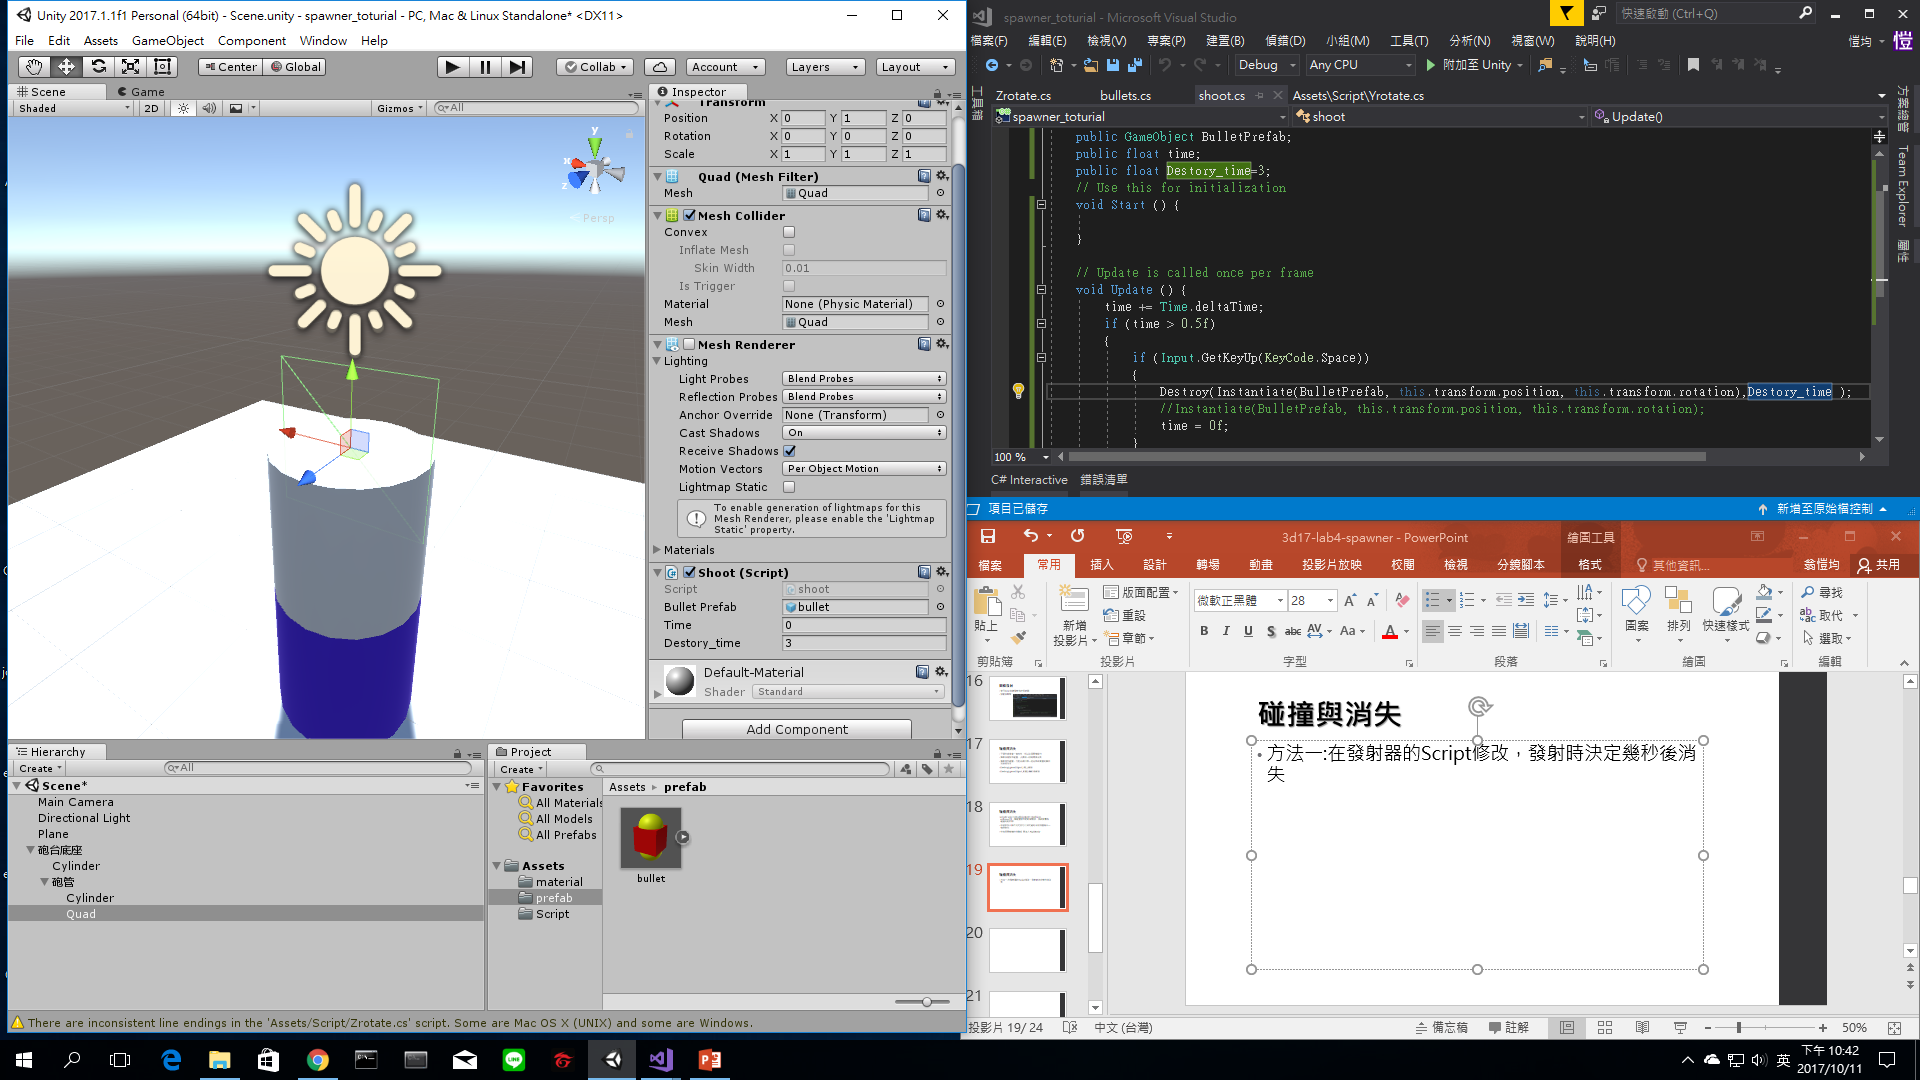 Unity 2017.1.1f1 Personal (64bit) - Scene.unity - spawner_toturial - PC, Mac & Linux Standalone* <DX11>
File Edit Assets GameObject Component Window Help
Center Global Collab Account Layers Layout
Scene Game
Shaded 2D Gizmos All
y
x
z
Persp
Inspector
Transform
Position X 0 Y 1 Z 0
Rotation X 0 Y 0 Z 0
Scale X 1 Y 1 Z 1
Quad (Mesh Filter)
Mesh Quad
Mesh Collider
Convex
Inflate Mesh
Skin Width 0.01
Is Trigger
Material None (Physic Material)
Mesh Quad
Mesh Renderer
Lighting
Light Probes Blend Probes
Reflection Probes Blend Probes
Anchor Override None (Transform)
Cast Shadows On
Receive Shadows
Motion Vectors Per Object Motion
Lightmap Static
To enable generation of lightmaps for this
Mesh Renderer, please enable the 'Lightmap
Static' property.
Materials
Shoot (Script)
Script shoot
Bullet Prefab bullet
Time 0
Destory_time 3
Default-Material
Shader Standard
Add Component
Hierarchy
Create All
Scene*
Main Camera
Directional Light
Plane
砲台底座
Cylinder
砲管
Cylinder
Quad
Project
Create
Favorites
All Materials
All Models
All Prefabs
Assets
material
prefab
Script
Assets prefab
bullet
There are inconsistent line endings in the 'Assets/Script/Zrotate.cs' script. Some are Mac OS X (UNIX) and some are Windows.
spawner_toturial - Microsoft Visual Studio
快速啟動 (Ctrl+Q)
檔案(F) 編輯(E) 檢視(V) 專案(P) 建置(B) 偵錯(D) 小組(M) 工具(T) 分析(N) 視窗(W) 說明(H)
愷均 愷
Debug Any CPU 附加至 Unity
工具箱
Zrotate.cs bullets.cs shoot.cs Assets\Script\Yrotate.cs
spawner_toturial shoot Update()
public GameObject BulletPrefab;
public float time;
public float Destory_time=3;
// Use this for initialization
void Start () {
}
// Update is called once per frame
void Update () {
time += Time.deltaTime;
if (time > 0.5f)
{
if (Input.GetKeyUp(KeyCode.Space))
{
Destroy(Instantiate(BulletPrefab, this.transform.position, this.transform.rotation),Destory_time );
//Instantiate(BulletPrefab, this.transform.position, this.transform.rotation);
time = 0f;
}
100 %
C# Interactive 錯誤清單
方案總管
Team Explorer
屬性
項目已儲存
新增至原始檔控制
3d17-lab4-spawner - PowerPoint
繪圖工具
檔案 常用 插入 設計 轉場 動畫 投影片放映 校閱 檢視 分鏡腳本 格式 其他資訊... 翁愷均 共用
貼上
剪貼簿
新增
投影片
版面配置
重設
章節
投影片
微軟正黑體 28
B I U S abc AV Aa A
字型
段落
圖案
排列
快速樣式
繪圖
尋找
取代
選取
編輯
16
17
18
19
20
21
碰撞與消失
• 方法一:在發射器的Script修改，發射時決定幾秒後消
失
投影片 19/ 24 中文 (台灣) 備忘稿 註解 50%
英
下午 10:42
2017/10/11